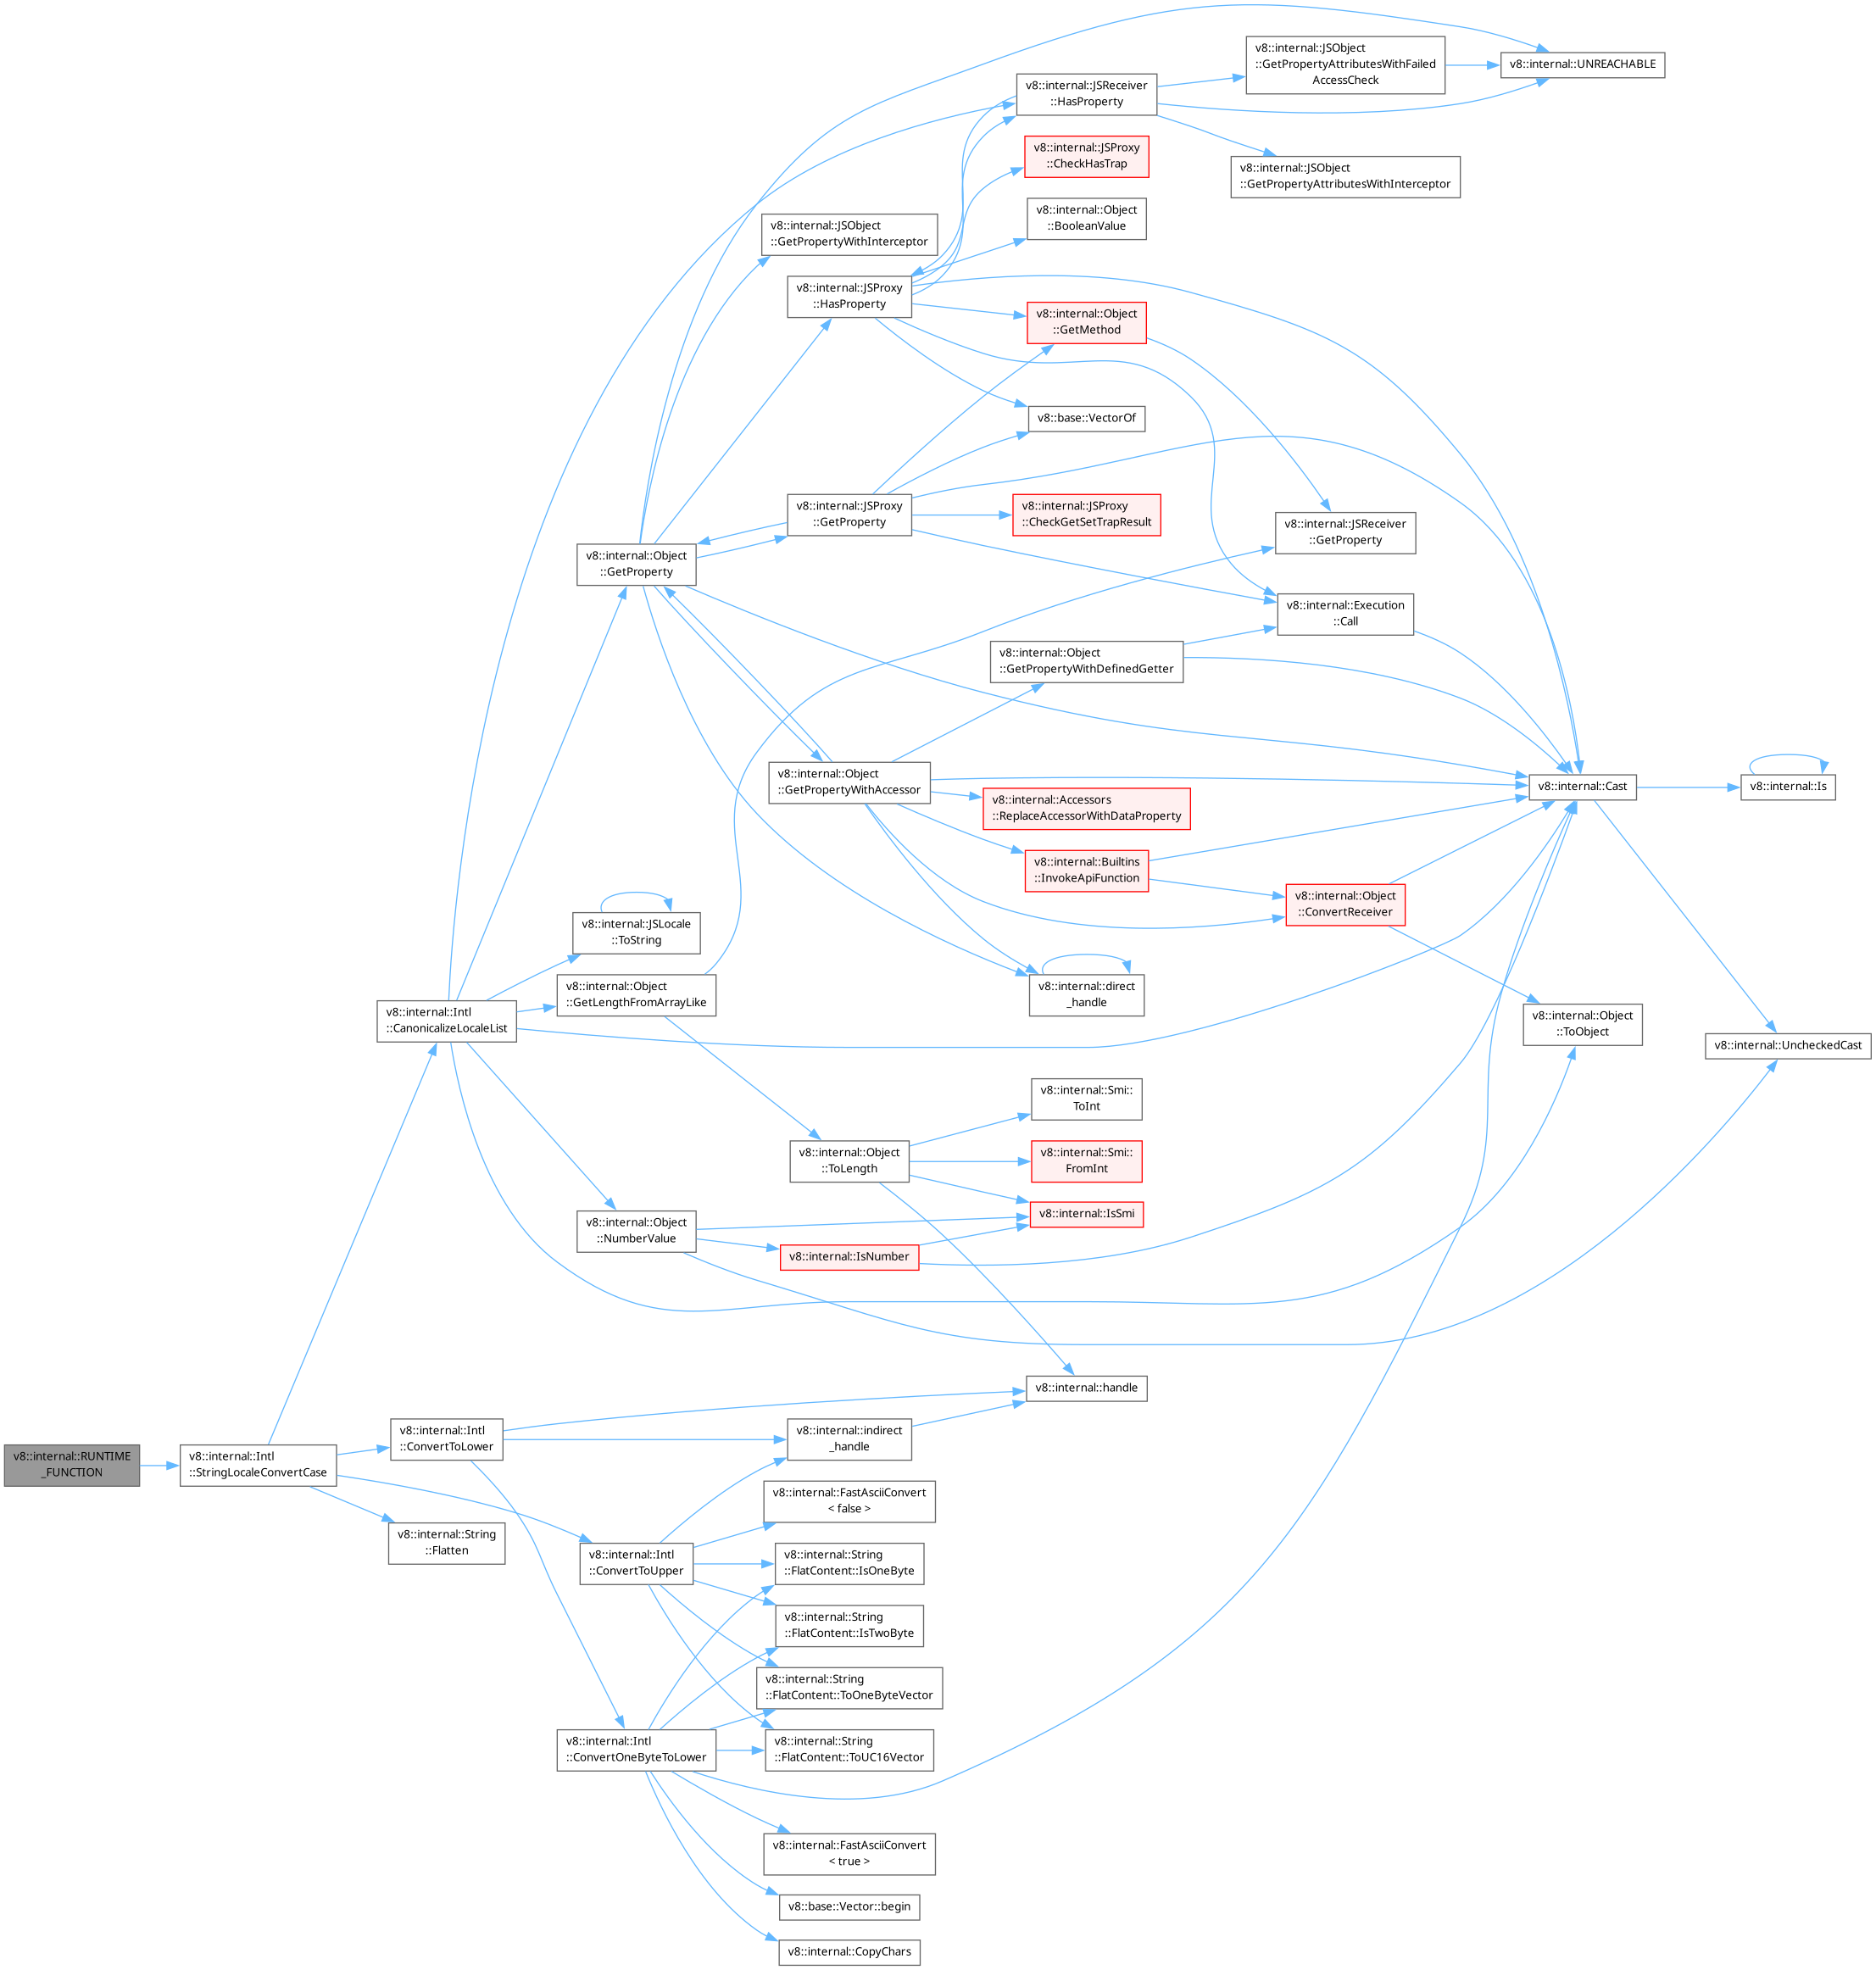 v8::internal::JSObject
::GetPropertyAttributesWithFailed
AccessCheck
v8::internal::UNREACHABLE
v8::internal::JSReceiver
::HasProperty
v8::internal::JSProxy
::CheckHasTrap
v8::internal::JSObject
::GetPropertyAttributesWithInterceptor
v8::internal::Object
::BooleanValue
v8::internal::JSObject
::GetPropertyWithInterceptor
v8::internal::JSProxy
::HasProperty
v8::internal::Object
::GetMethod
v8::base::VectorOf
v8::internal::JSProxy
::GetProperty
v8::internal::JSProxy
::CheckGetSetTrapResult
v8::internal::JSReceiver
::GetProperty
v8::internal::Object
::GetProperty
v8::internal::Execution
::Call
v8::internal::Object
::GetPropertyWithDefinedGetter
v8::internal::Object
::GetPropertyWithAccessor
v8::internal::Cast
v8::internal::Is
v8::internal::Accessors
::ReplaceAccessorWithDataProperty
v8::internal::Builtins
::InvokeApiFunction
v8::internal::Object
::ConvertReceiver
v8::internal::JSLocale
::ToString
v8::internal::Object
::GetLengthFromArrayLike
v8::internal::direct
_handle
v8::internal::Intl
::CanonicalizeLocaleList
v8::internal::Object
::ToObject
v8::internal::UncheckedCast
v8::internal::Smi::
ToInt
v8::internal::Object
::ToLength
v8::internal::Smi::
FromInt
v8::internal::IsSmi
v8::internal::Object
::NumberValue
v8::internal::IsNumber
v8::internal::handle
v8::internal::Intl
::ConvertToLower
v8::internal::indirect
_handle
v8::internal::RUNTIME
_FUNCTION
v8::internal::Intl
::StringLocaleConvertCase
v8::internal::FastAsciiConvert
< false >
v8::internal::String
::Flatten
v8::internal::Intl
::ConvertToUpper
v8::internal::String
::FlatContent::IsOneByte
v8::internal::String
::FlatContent::IsTwoByte
v8::internal::String
::FlatContent::ToOneByteVector
v8::internal::Intl
::ConvertOneByteToLower
v8::internal::String
::FlatContent::ToUC16Vector
v8::internal::FastAsciiConvert
< true >
v8::base::Vector::begin
v8::internal::CopyChars